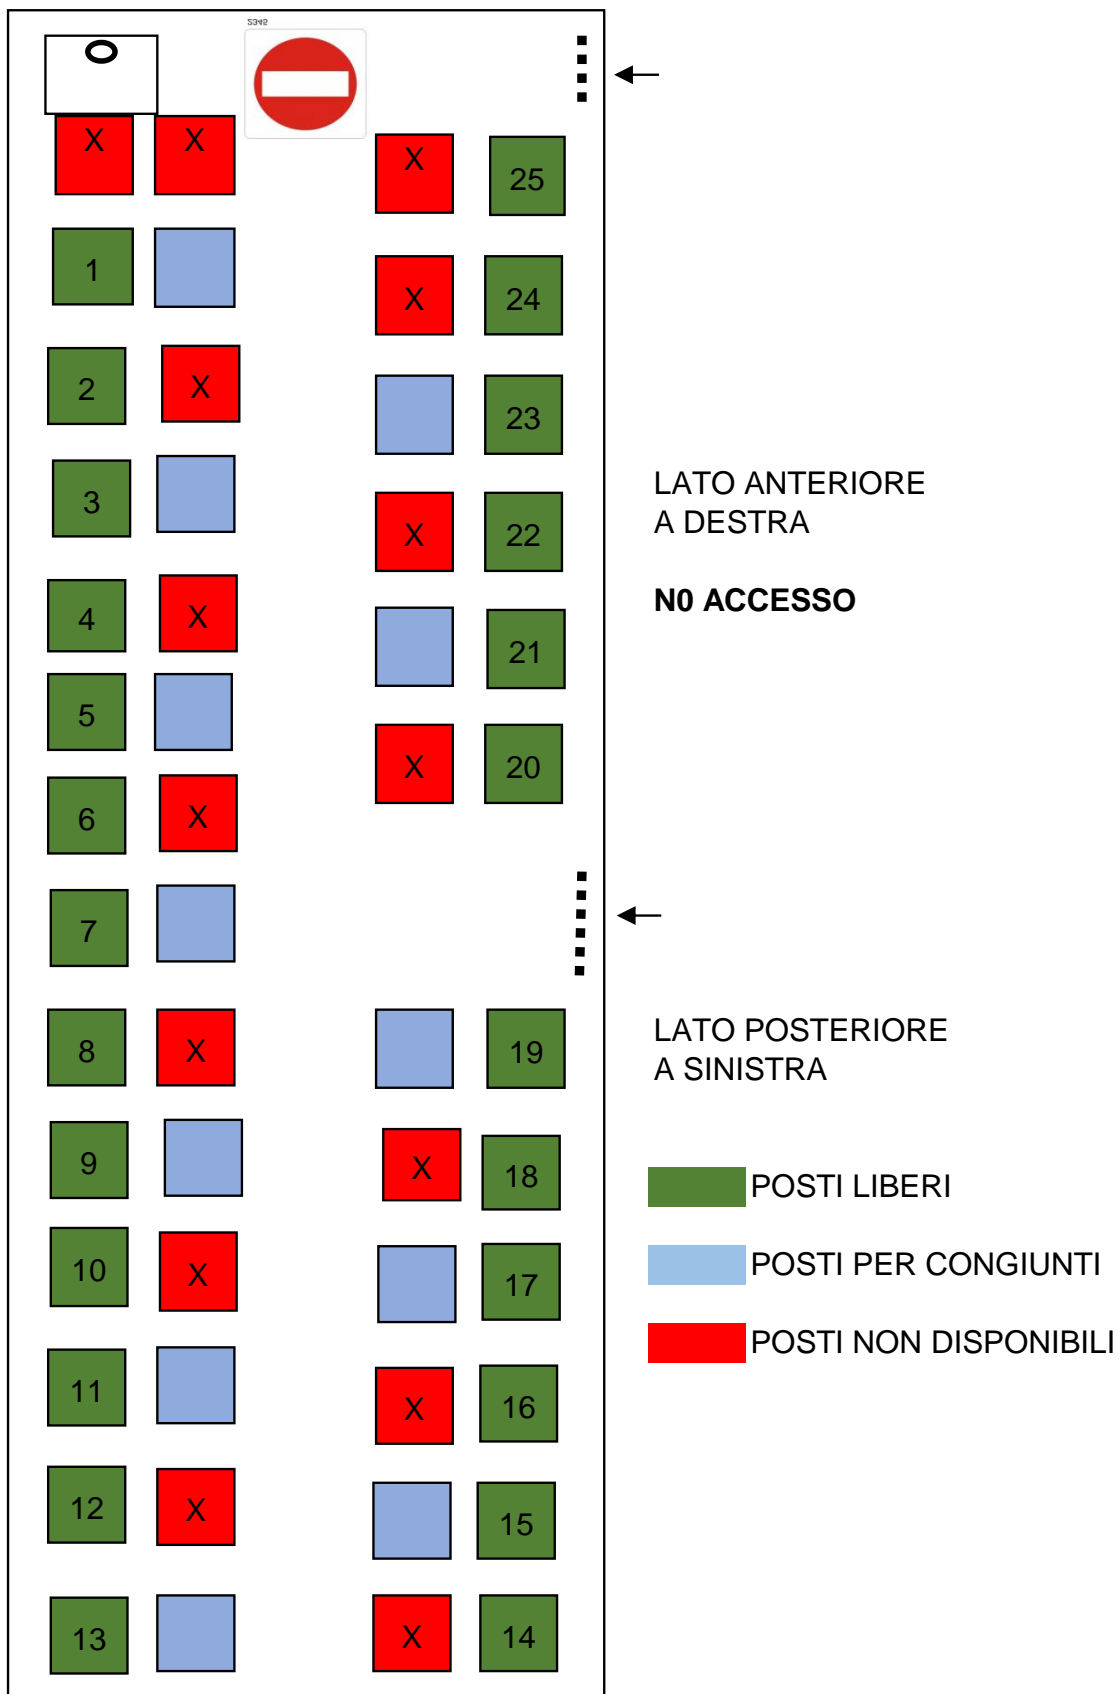 2345
X X
X 25
1
X 24
2 X
23
3
X 22
LATO ANTERIORE
A DESTRA
N0 ACCESSO
4 X
21
5
X 20
6 X
7
8 X
19
LATO POSTERIORE
A SINISTRA
9
X 18
POSTI LIBERI
10 X
17
POSTI PER CONGIUNTI
POSTI NON DISPONIBILI
11
X 16
12 X
15
13
X 14